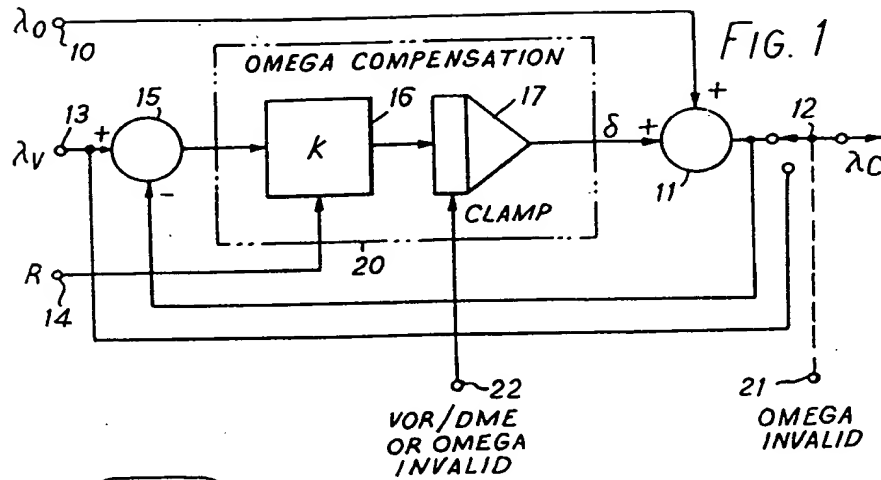 λO
10
FIG. 1
OMEGA COMPENSATION
13
15
16
17
12
λV
+
-
K
δ
+
+
11
λC
CLAMP
R
14
20
22
VOR/DME
OR OMEGA
INVALID
21
OMEGA
INVALID